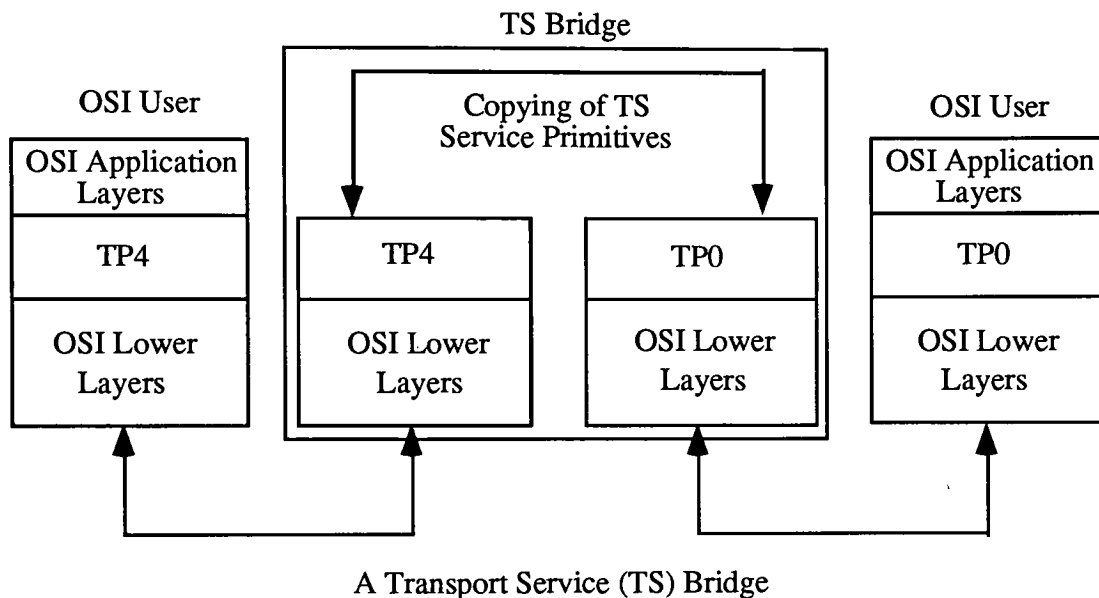 TS Bridge
OSI User
Copying of TS
Service Primitives
OSI User
OSI Application
Layers
TP4
OSI Lower
Layers
TP4
OSI Lower
Layers
TP0
OSI Lower
Layers
OSI Application
Layers
TP0
OSI Lower
Layers
A Transport Service (TS) Bridge